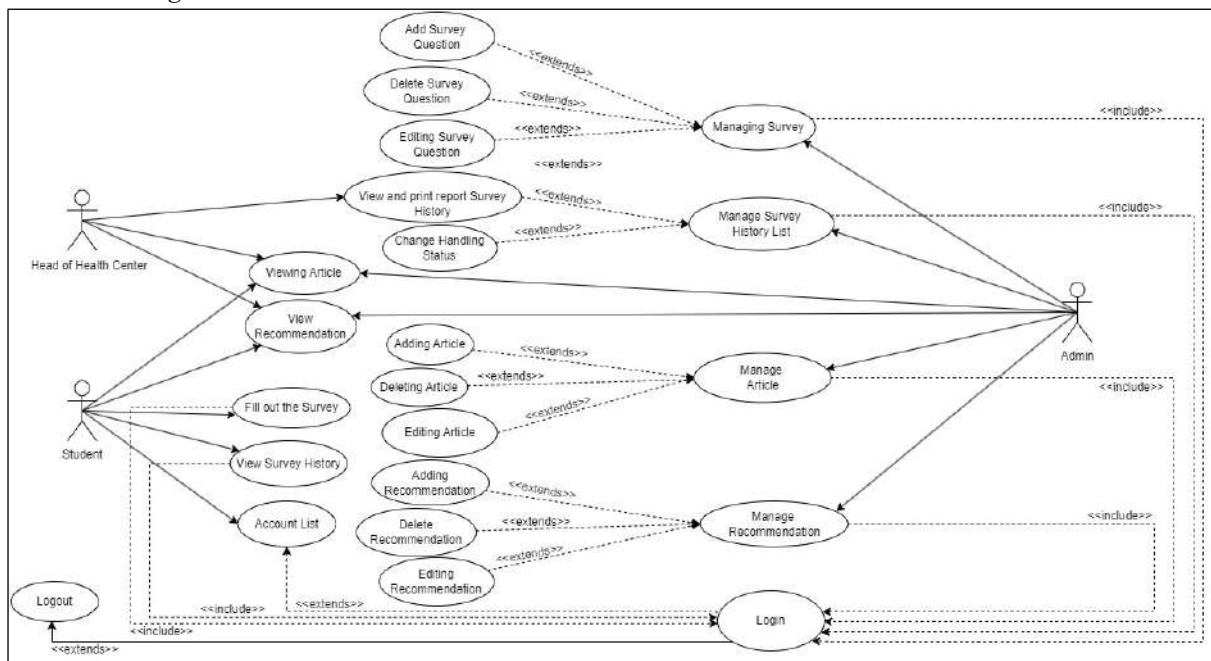 Add Survey
Question
<<extends>>
Delete Survey
Question
<<extends>>
Editing Survey
Question
<<extends>>
Managing Survey
<<include>>
<<extends>>
View and print report Survey
History
<<extends>>
Change Handling
Status
<<extends>>
Manage Survey
History List
<<include>>
Head of Health Center
Viewing Article
View
Recommendation
Admin
Adding Article
<<extends>>
Deleting Article
<<extends>>
Editing Article
<<extends>>
Manage
Article
<<include>>
Student
Fill out the Survey
View Survey History
Account List
Adding
Recommendation
<<extends>>
Delete
Recommendation
<<extends>>
Editing
Recommendation
<<extends>>
Manage
Recommendation
<<include>>
Logout
<<extends>>
<<include>>
<<extends>>
<<include>>
Login